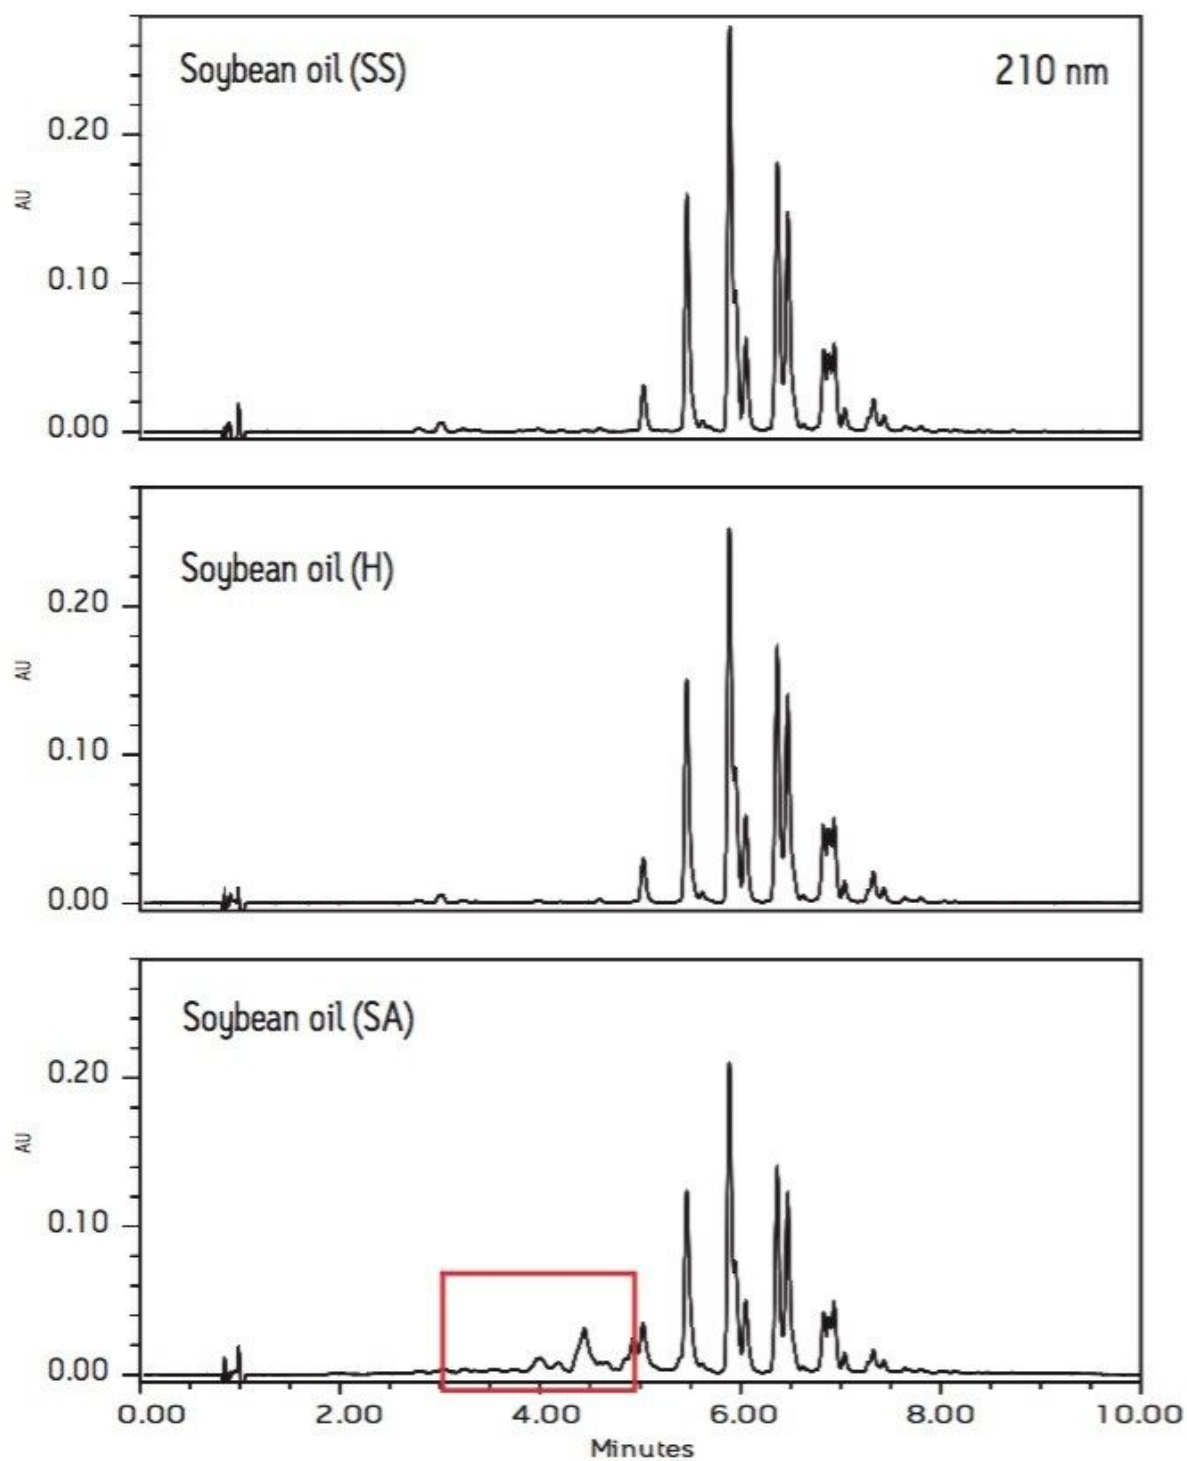 Soybean oil (SS)
210 nm
0.20
0.10
0.00
AU
Soybean oil (H)
0.20
0.10
0.00
AU
Soybean oil (SA)
0.20
0.10
0.00
AU
0.00 2.00 4.00 6.00 8.00 10.00
Minutes